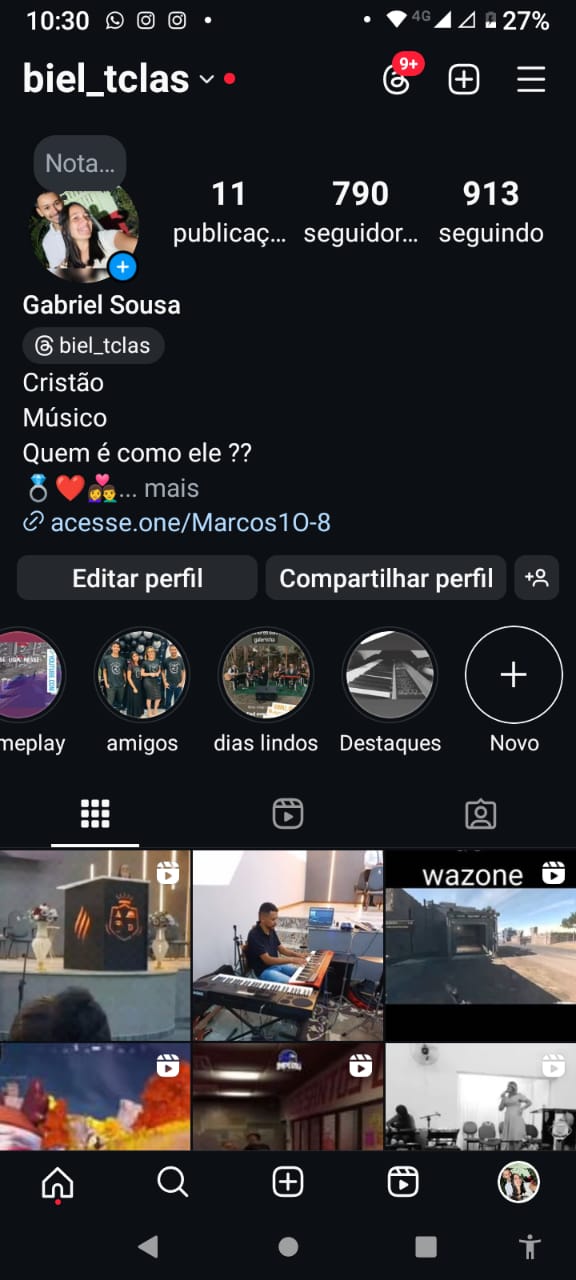 10:30
4G
27%
biel_tclas
9+
Nota...
11
790
913
publicaç...
seguidor...
seguindo
Gabriel Sousa
biel_tclas
Cristão
Músico
Quem é como ele ??
💍❤️👩‍❤️‍👨... mais
acesse.one/Marcos10-8
Editar perfil
Compartilhar perfil
meplay
amigos
dias lindos
Destaques
Novo
wazone